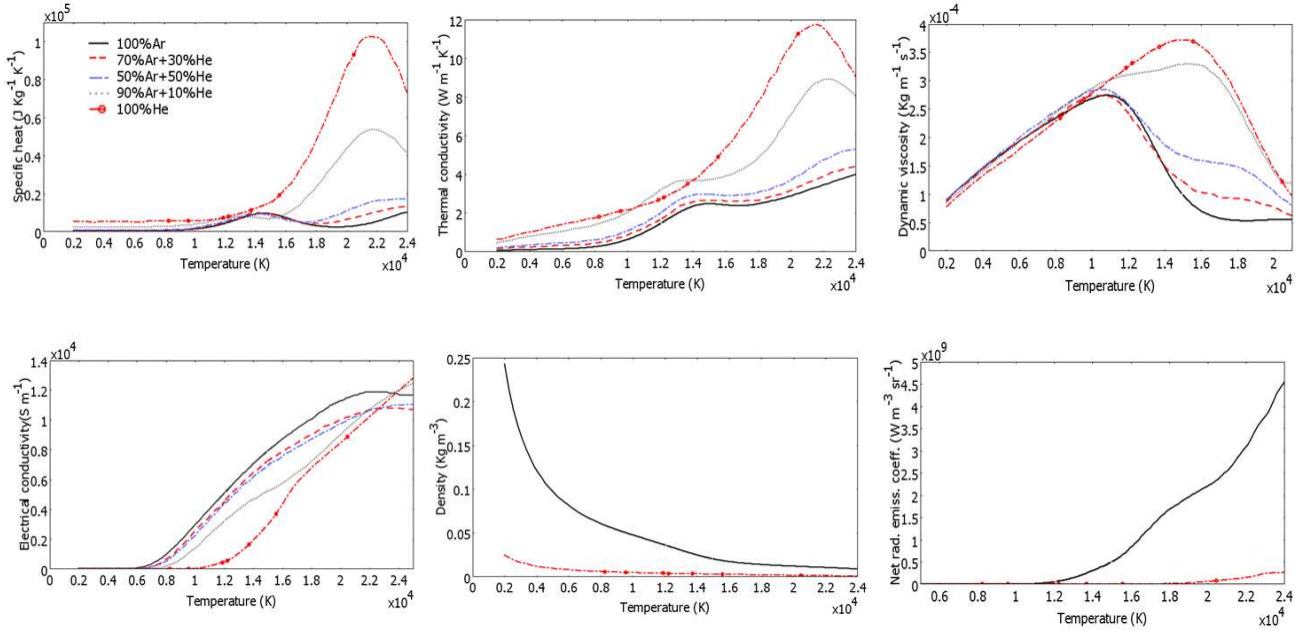 x10^5
Specific heat (J Kg^-1 K^-1)
1.2
1
0.8
0.6
0.4
0.2
0
100%Ar
70%Ar+30%He
50%Ar+50%He
90%Ar+10%He
100%He
0 0.2 0.4 0.6 0.8 1 1.2 1.4 1.6 1.8 2 2.2 2.4
Temperature (K)
x10^4
Thermal conductivity (W m^-1 K^-1)
12
10
8
6
4
2
0
0 0.2 0.4 0.6 0.8 1 1.2 1.4 1.6 1.8 2 2.2 2.4
Temperature (K)
x10^4
x10^-4
Dynamic viscosity (Kg m^-1 s^-1)
4
3.5
3
2.5
2
1.5
1
0.5
0
0.2 0.4 0.6 0.8 1 1.2 1.4 1.6 1.8 2
Temperature (K)
x10^4
x10^4
Electrical conductivity(S m^-1)
1.4
1.2
1
0.8
0.6
0.4
0.2
0
0 0.2 0.4 0.6 0.8 1 1.2 1.4 1.6 1.8 2 2.2 2.4
Temperature (K)
x10^4
Density (Kg m^-3)
0.25
0.2
0.15
0.1
0.05
0
0 0.2 0.4 0.6 0.8 1 1.2 1.4 1.6 1.8 2 2.2 2.4
Temperature (K)
x10^4
x10^9
Net rad. emiss. coeff. (W m^-3 sr^-1)
5
4.5
4
3.5
3
2.5
2
1.5
1
0.5
0
0.6 0.8 1 1.2 1.4 1.6 1.8 2 2.2 2.4
Temperature (K)
x10^4